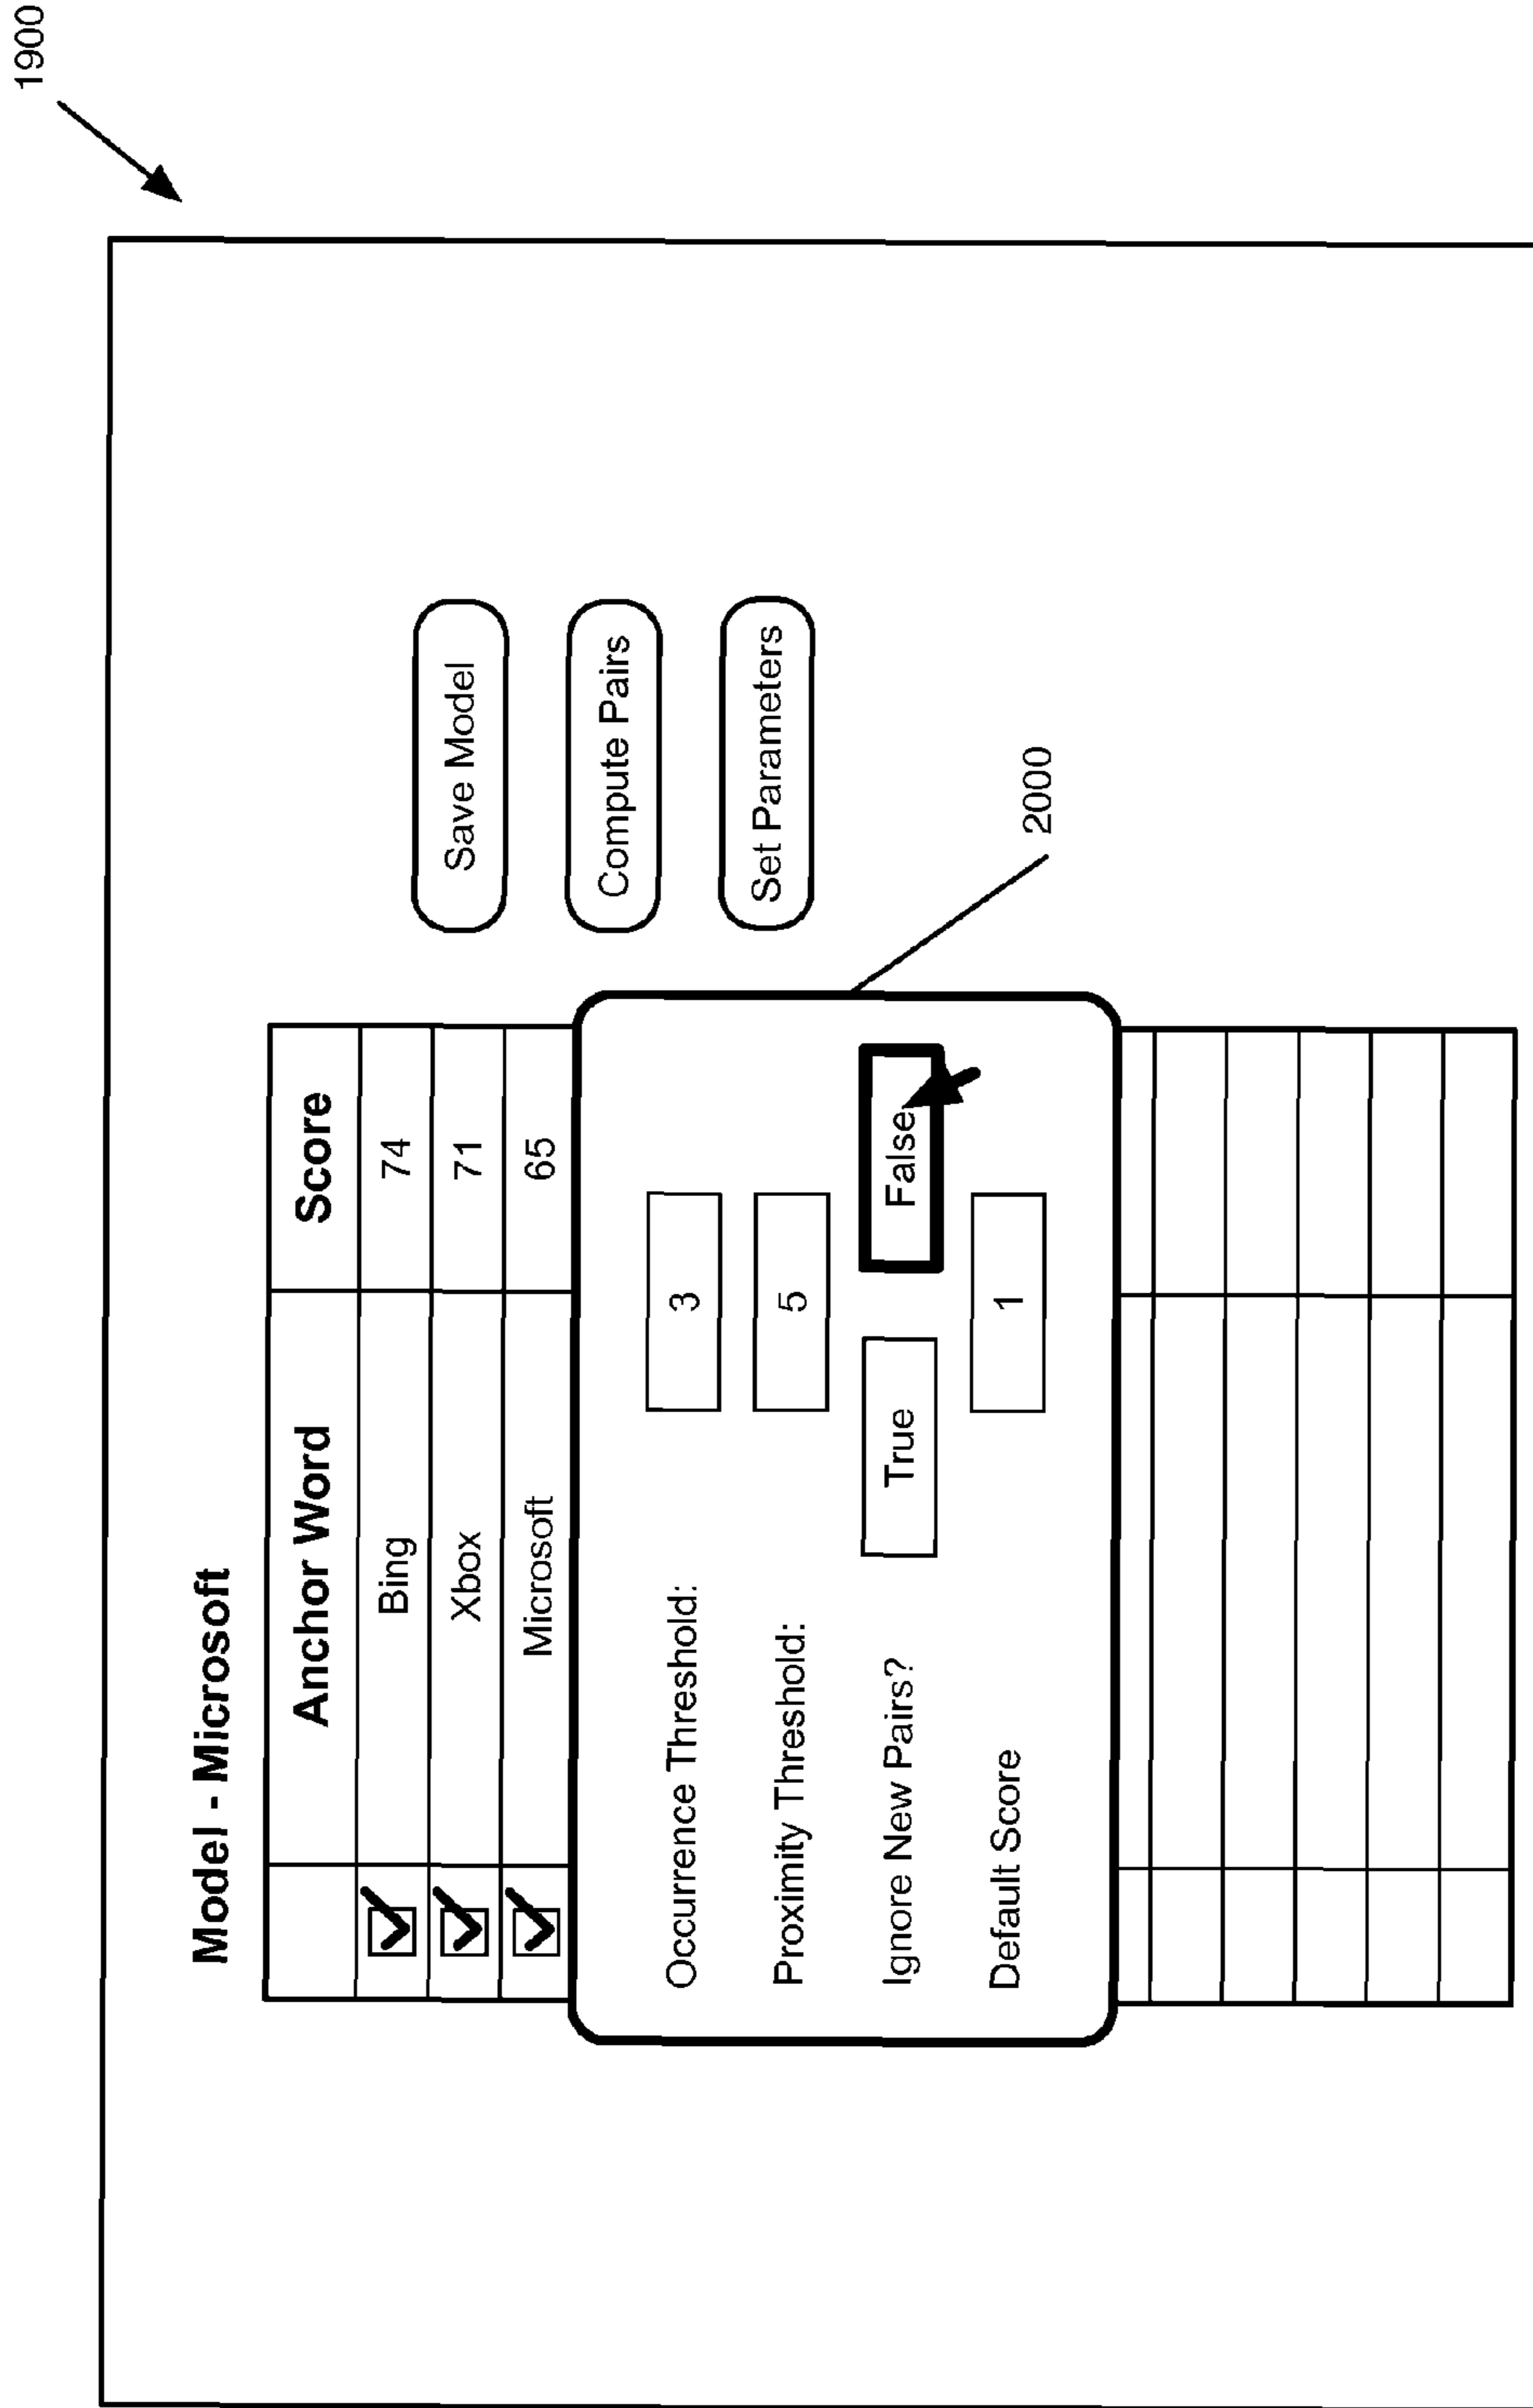 1900
Model - Microsoft
Anchor Word Score
Bing 74
Xbox 71
Microsoft 65
Save Model
Compute Pairs
Set Parameters
Occurrence Threshold: 3
Proximity Threshold: 5
Ignore New Pairs? True False
Default Score 1
2000